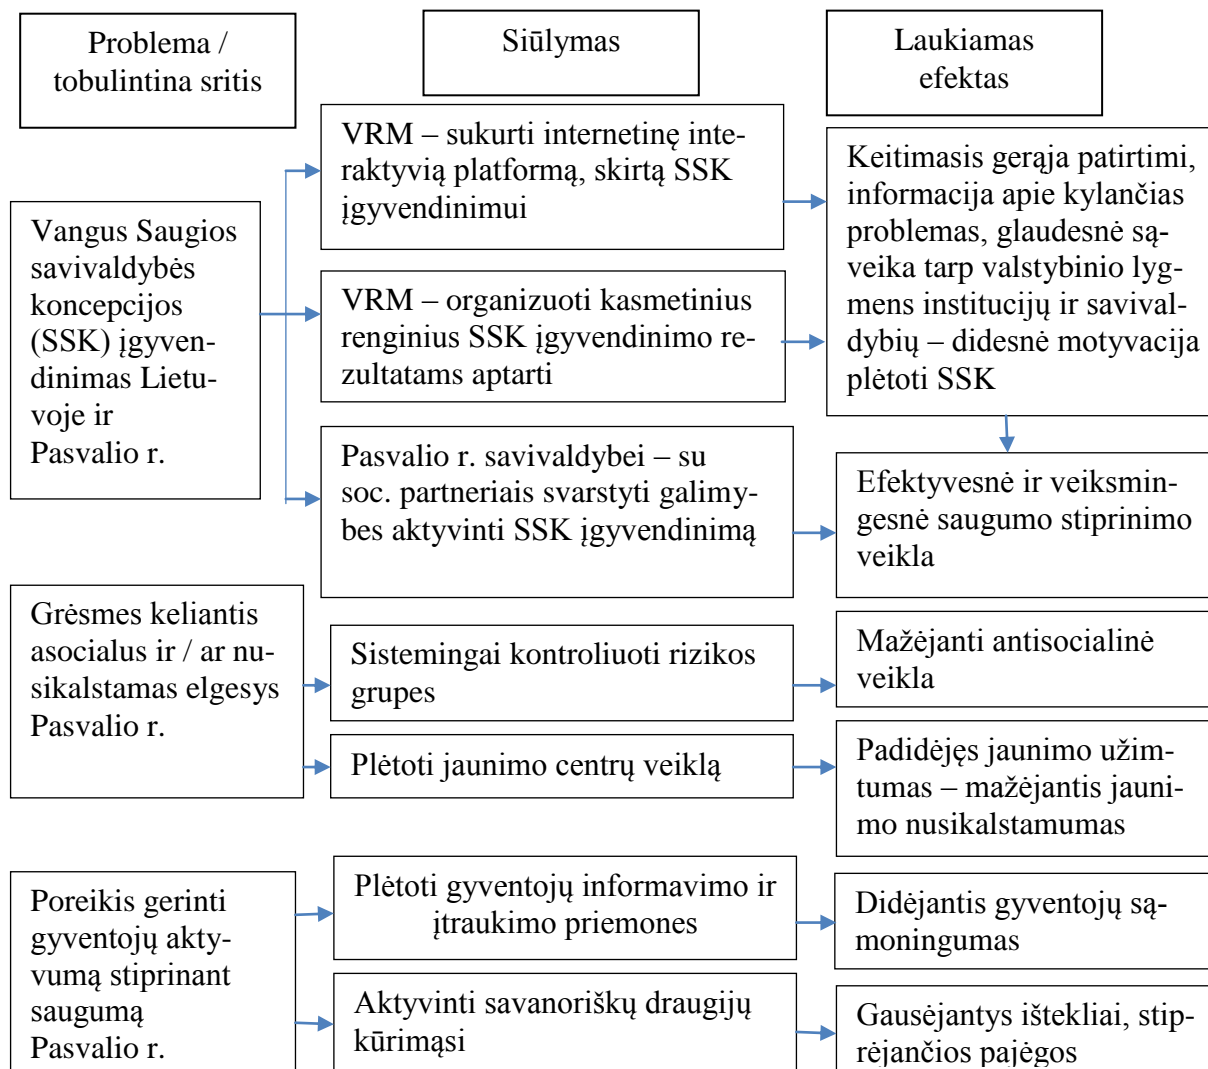 Problema /
tobulintina sritis
Siūlymas
Laukiamas
efektas
Vangus Saugios
savivaldybės
koncepcijos
(SSK) įgyven-
dinimas Lietu-
voje ir
Pasvalio r.
VRM – sukurti internetinę inte-
raktyvią platformą, skirtą SSK
įgyvendinimui
VRM – organizuoti kasmetinius
renginius SSK įgyvendinimo re-
zultatams aptarti
Pasvalio r. savivaldybei – su
soc. partneriais svarstyti galimy-
bes aktyvinti SSK įgyvendinimą
Keitimasis gerąja patirtimi,
informacija apie kylančias
problemas, glaudesnė są-
veika tarp valstybinio lyg-
mens institucijų ir savival-
dybių – didesnė motyvacija
plėtoti SSK
Efektyvesnė ir veiksmin-
gesnė saugumo stiprinimo
veikla
Grėsmes keliantis
asocialus ir / ar nu-
sikalstamas elgesys
Pasvalio r.
Sistemingai kontroliuoti rizikos
grupes
Mažėjanti antisocialinė
veikla
Plėtoti jaunimo centrų veiklą
Padidėjęs jaunimo užim-
tumas – mažėjantis jauni-
mo nusikalstamumas
Poreikis gerinti
gyventojų akty-
vumą stiprinant
saugumą
Pasvalio r.
Plėtoti gyventojų informavimo ir
įtraukimo priemones
Didėjantis gyventojų są-
moningumas
Aktyvinti savanoriškų draugijų
kūrimąsi
Gausėjantys ištekliai, stip-
rėjančios pajėgos